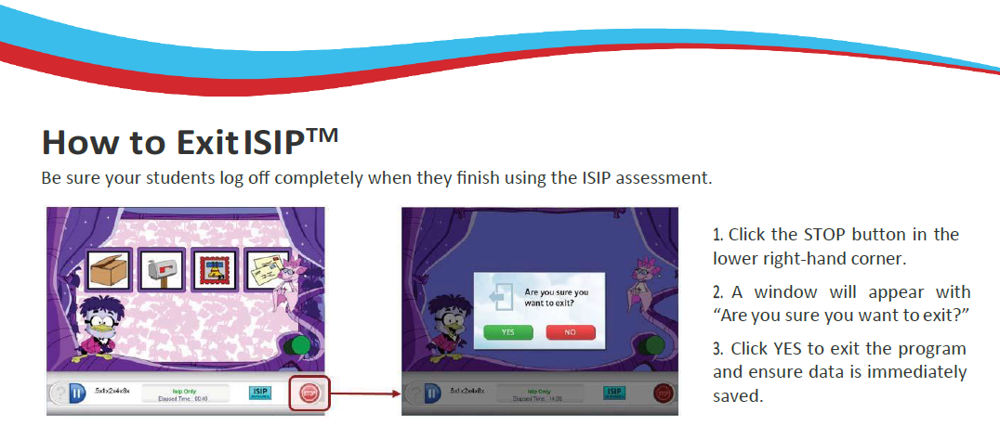 How to Exit ISIP™
Be sure your students log off completely when they finish using the ISIP assessment.
.5x1x2x4x8x
Isip Only
Elapsed Time: 00:49
ISIP
STOP
Are you sure you
want to exit?
YES
NO
.5x1x2x4x8x
Isip Only
Elapsed Time: 14:09
ISIP
STOP
1. Click the STOP button in the
lower right-hand corner.
2. A window will appear with
“Are you sure you want to exit?”
3. Click YES to exit the program
and ensure data is immediately
saved.